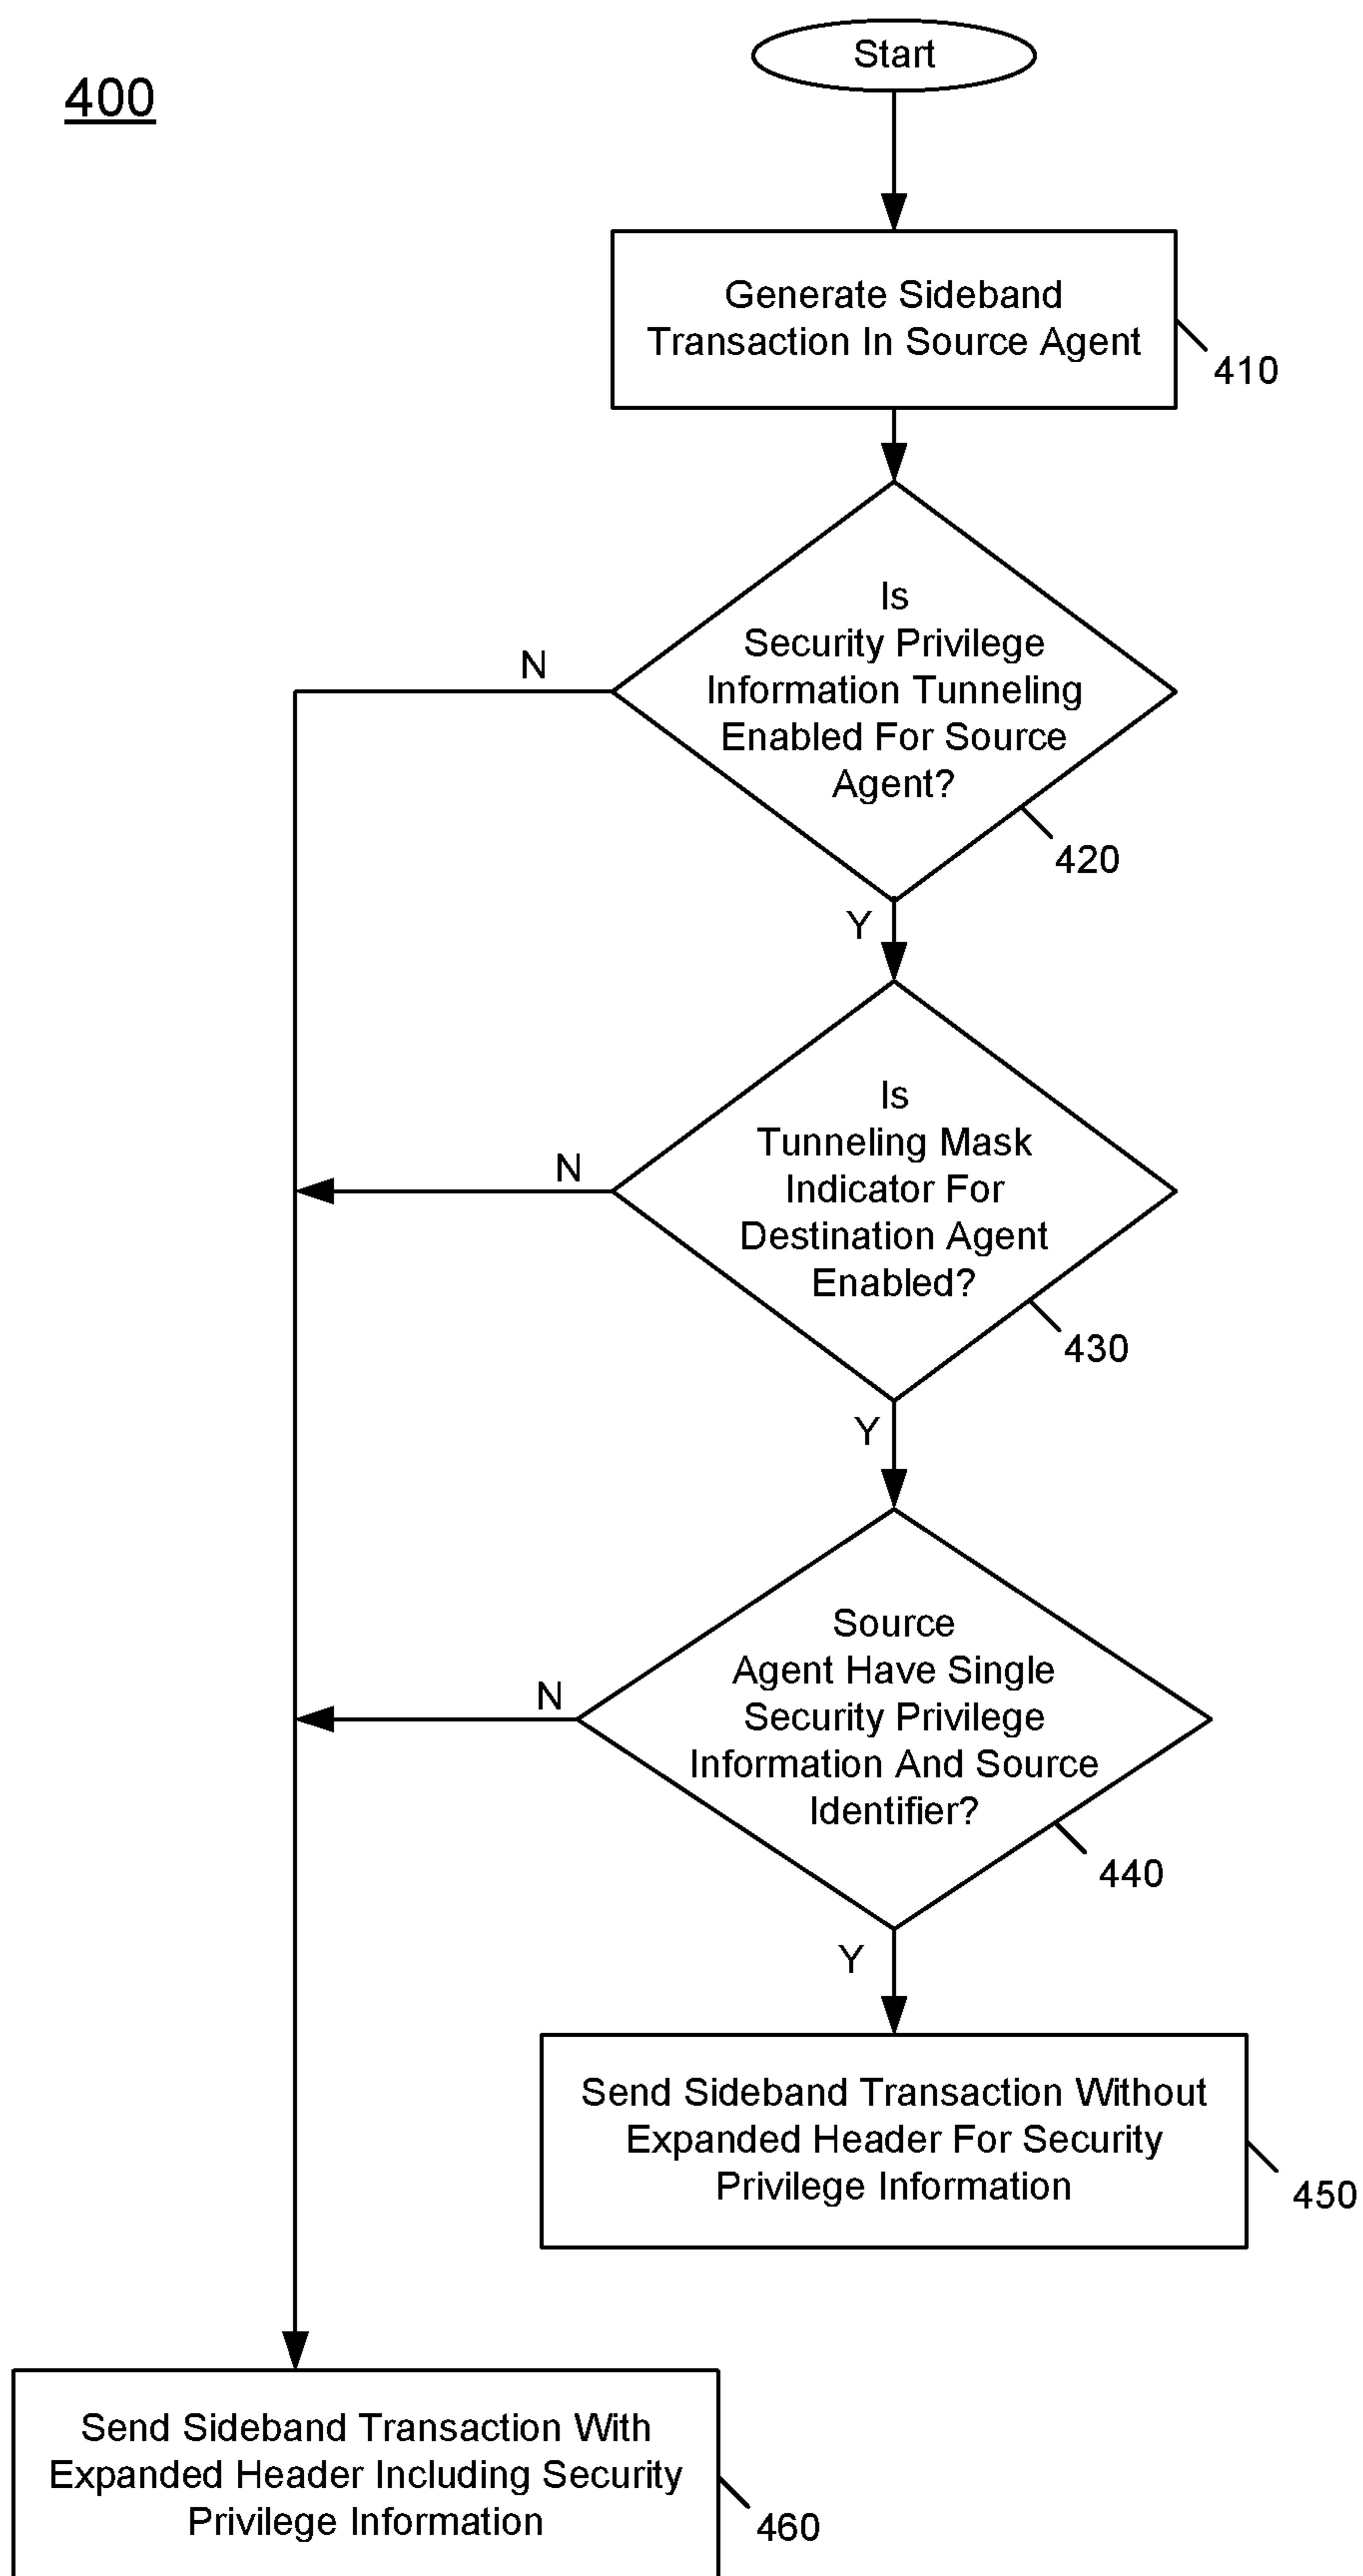 400
Start
Generate Sideband
Transaction In Source Agent
410
Is
Security Privilege
Information Tunneling
Enabled For Source
Agent?
420
N
Y
Is
Tunneling Mask
Indicator For
Destination Agent
Enabled?
430
N
Y
Source
Agent Have Single
Security Privilege
Information And Source
Identifier?
440
N
Y
Send Sideband Transaction Without
Expanded Header For Security
Privilege Information
450
Send Sideband Transaction With
Expanded Header Including Security
Privilege Information
460